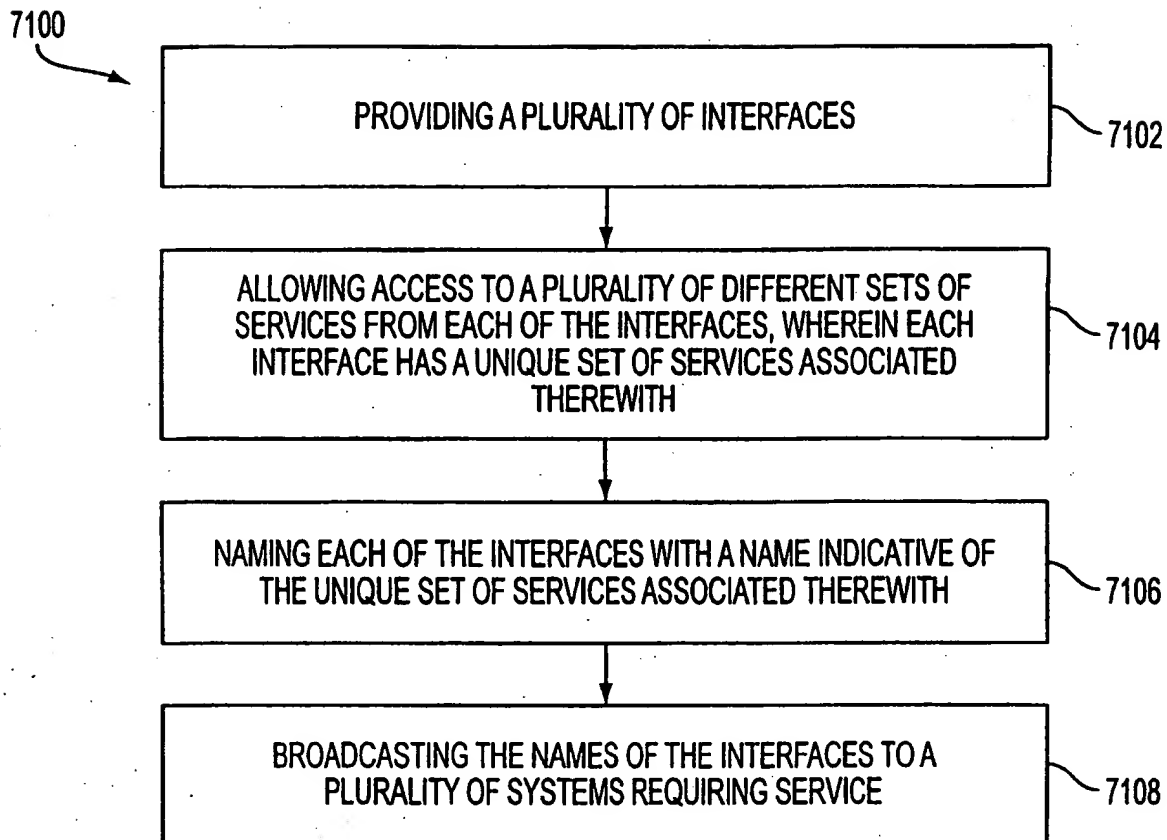 7100
PROVIDING A PLURALITY OF INTERFACES
7102
ALLOWING ACCESS TO A PLURALITY OF DIFFERENT SETS OF
SERVICES FROM EACH OF THE INTERFACES, WHEREIN EACH
INTERFACE HAS A UNIQUE SET OF SERVICES ASSOCIATED
THEREWITH
7104
NAMING EACH OF THE INTERFACES WITH A NAME INDICATIVE OF
THE UNIQUE SET OF SERVICES ASSOCIATED THEREWITH
7106
BROADCASTING THE NAMES OF THE INTERFACES TO A
PLURALITY OF SYSTEMS REQUIRING SERVICE
7108